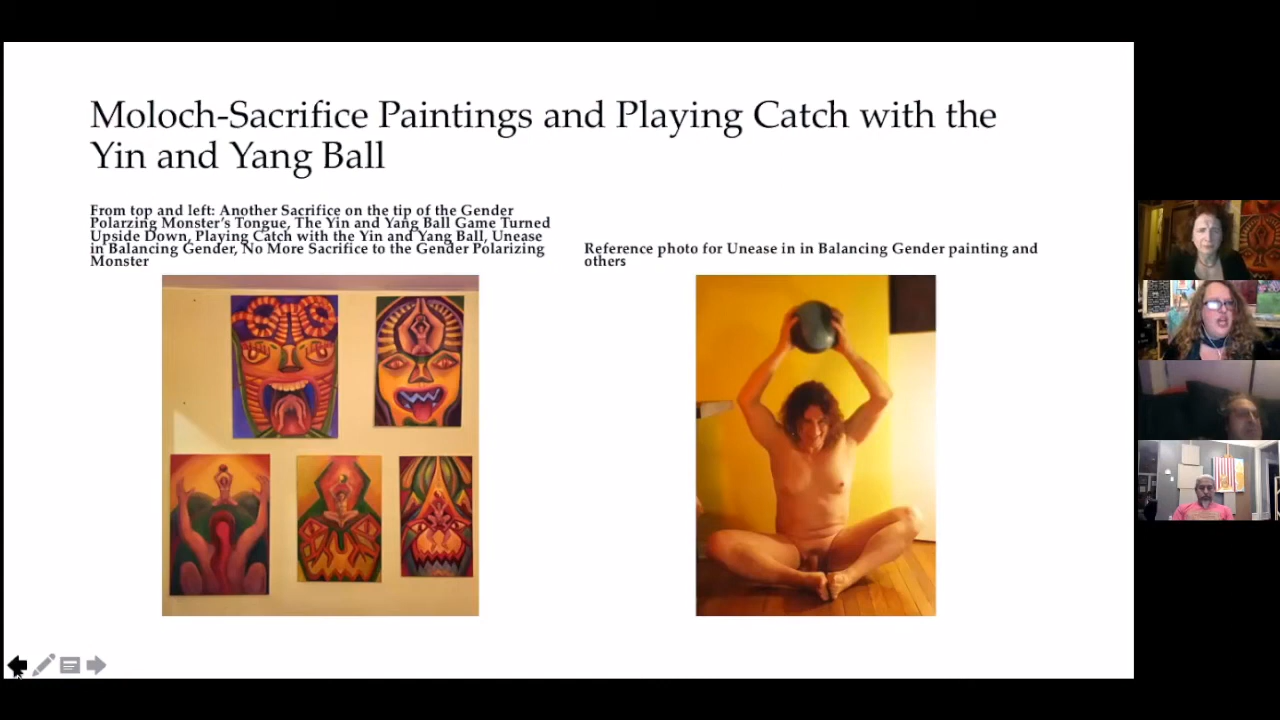 Moloch-Sacrifice Paintings and Playing Catch with the
Yin and Yang Ball
From top and left: Another Sacrifice on the tip of the Gender
Polarzing Monster's Tongue, The Yin and Yang Ball Game Turned
Upside Down, Playing Catch with the Yin and Yang Ball, Unease
in Balancing Gender, No More Sacrifice to the Gender Polarizing
Monster
Reference photo for Unease in in Balancing Gender painting and
others